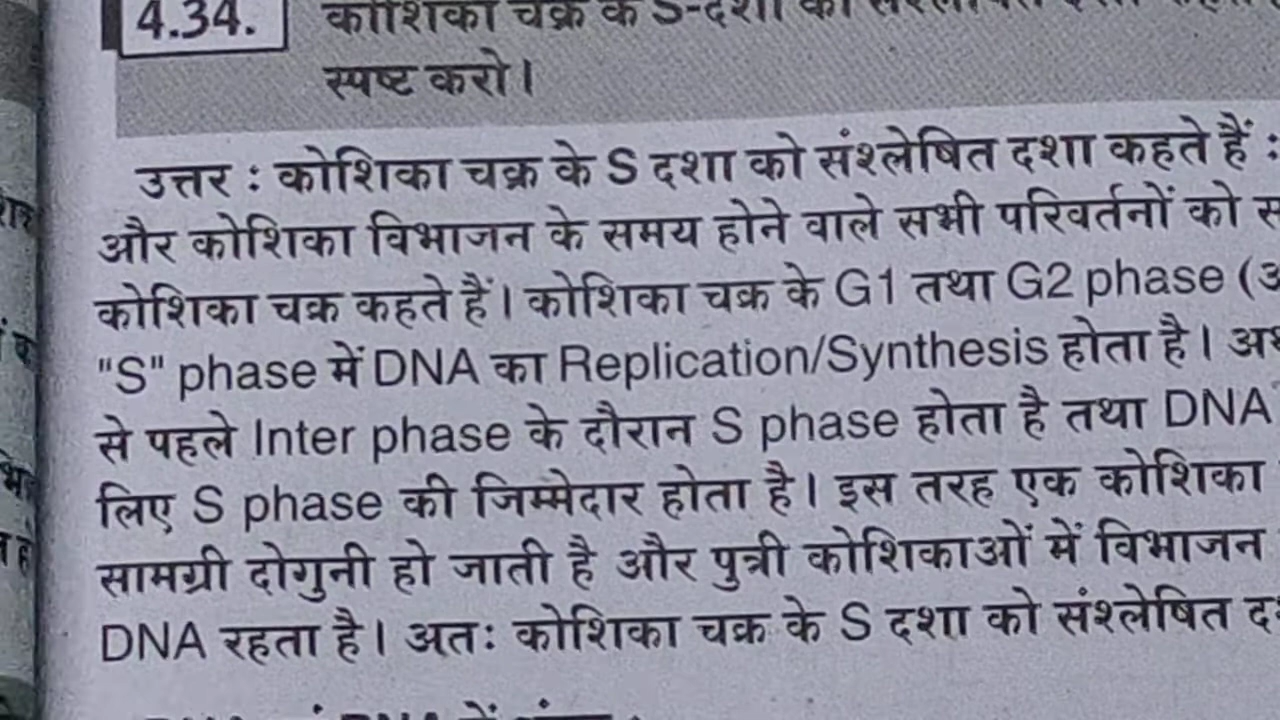 4.34. कोशिका चक्र के S-दशा को
स्पष्ट करो।
उत्तर : कोशिका चक्र के S दशा को संश्लेषित दशा कहते हैं :
और कोशिका विभाजन के समय होने वाले सभी परिवर्तनों को
कोशिका चक्र कहते हैं। कोशिका चक्र के G1 तथा G2 phase (
"S" phase में DNA का Replication/Synthesis होता है।
से पहले Inter phase के दौरान S phase होता है तथा DNA
लिए S phase की जिम्मेदार होता है। इस तरह एक कोशिका
सामग्री दोगुनी हो जाती है और पुत्री कोशिकाओं में विभाजन
DNA रहता है। अतः कोशिका चक्र के S दशा को संश्लेषित